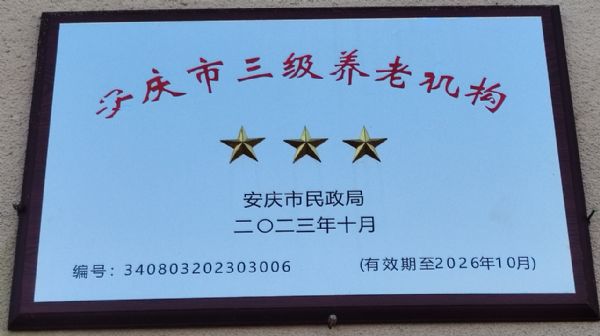 安庆市三级养老机构
安庆市民政局
二〇二三年十月
编号：340803202303006
(有效期至2026年10月)